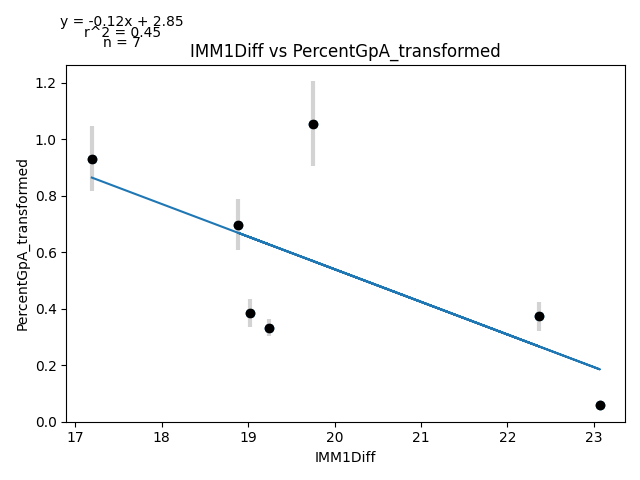 y = -0.12x + 2.85
r^2 = 0.45
n = 7
IMM1Diff vs PercentGpA_transformed
1.2
1.0
0.8
0.6
0.4
0.2
0.0
PercentGpA_transformed
17 18 19 20 21 22 23
IMM1Diff